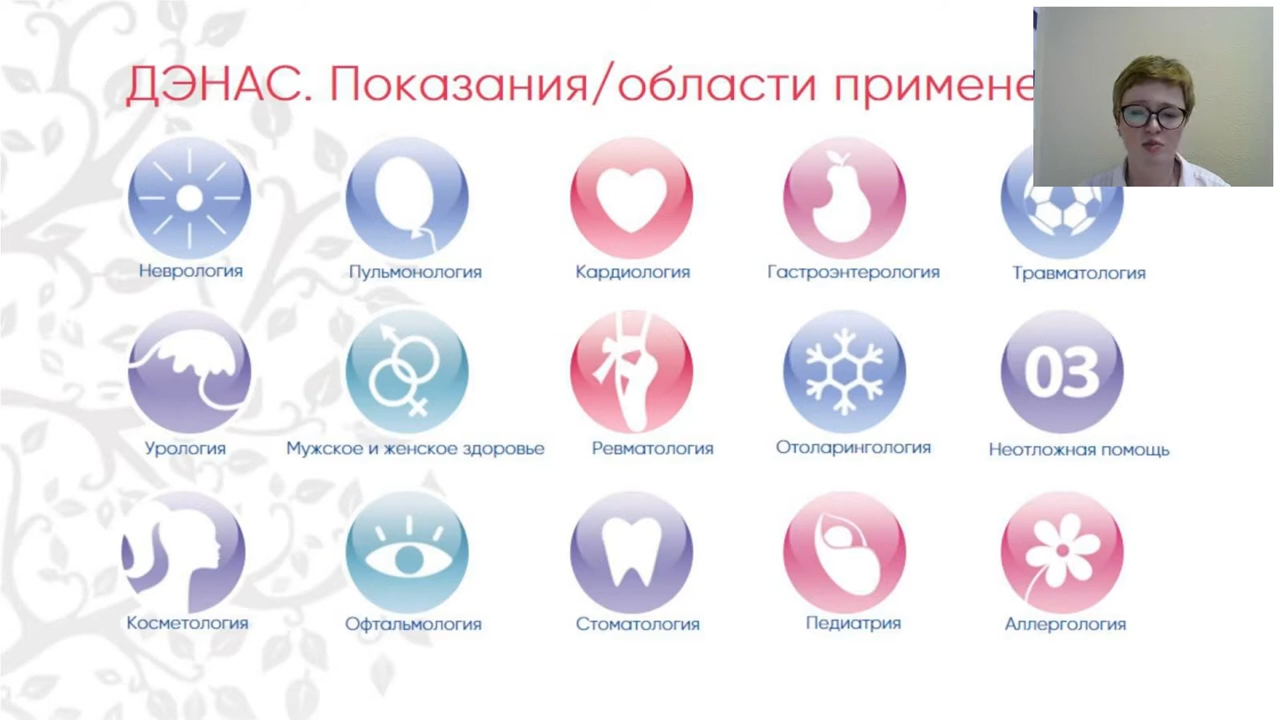 ДЭНАС. Показания/области примене
Неврология
Пульмонология
Кардиология
Гастроэнтерология
Травматология
03
Урология
Мужское и женское здоровье
Ревматология
Отоларингология
Неотложная помощь
Косметология
Офтальмология
Стоматология
Педиатрия
Аллергология